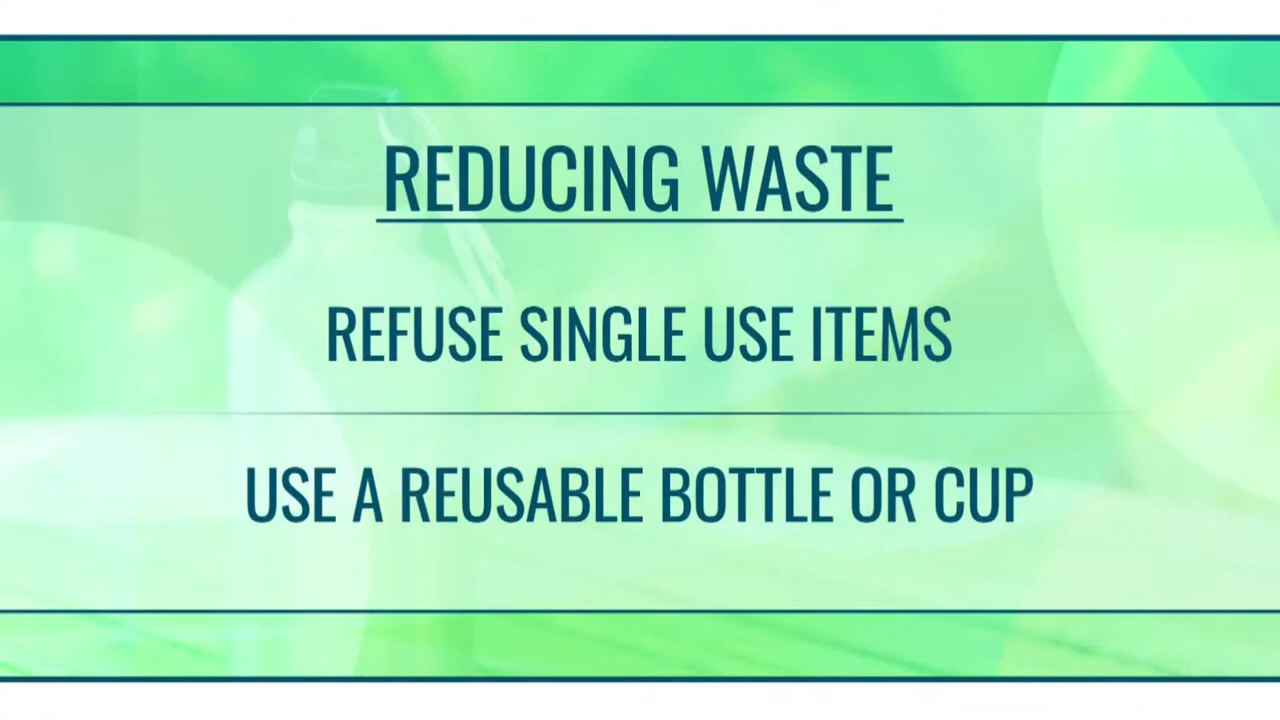 REDUCING WASTE
REFUSE SINGLE USE ITEMS
USE A REUSABLE BOTTLE OR CUP